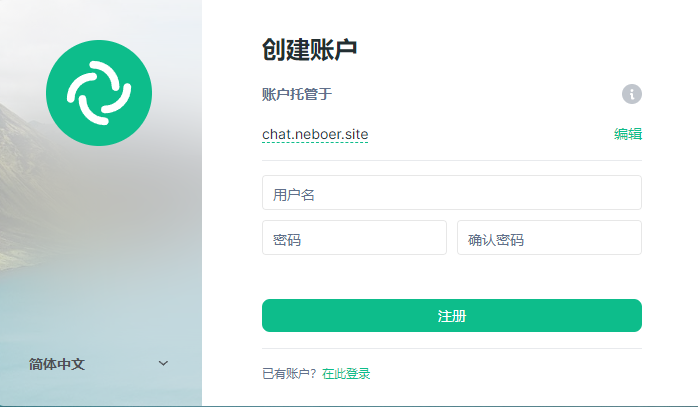 创建账户
账户托管于
chat.neboer.site
编辑
用户名
密码
确认密码
注册
已有账户？在此登录
简体中文